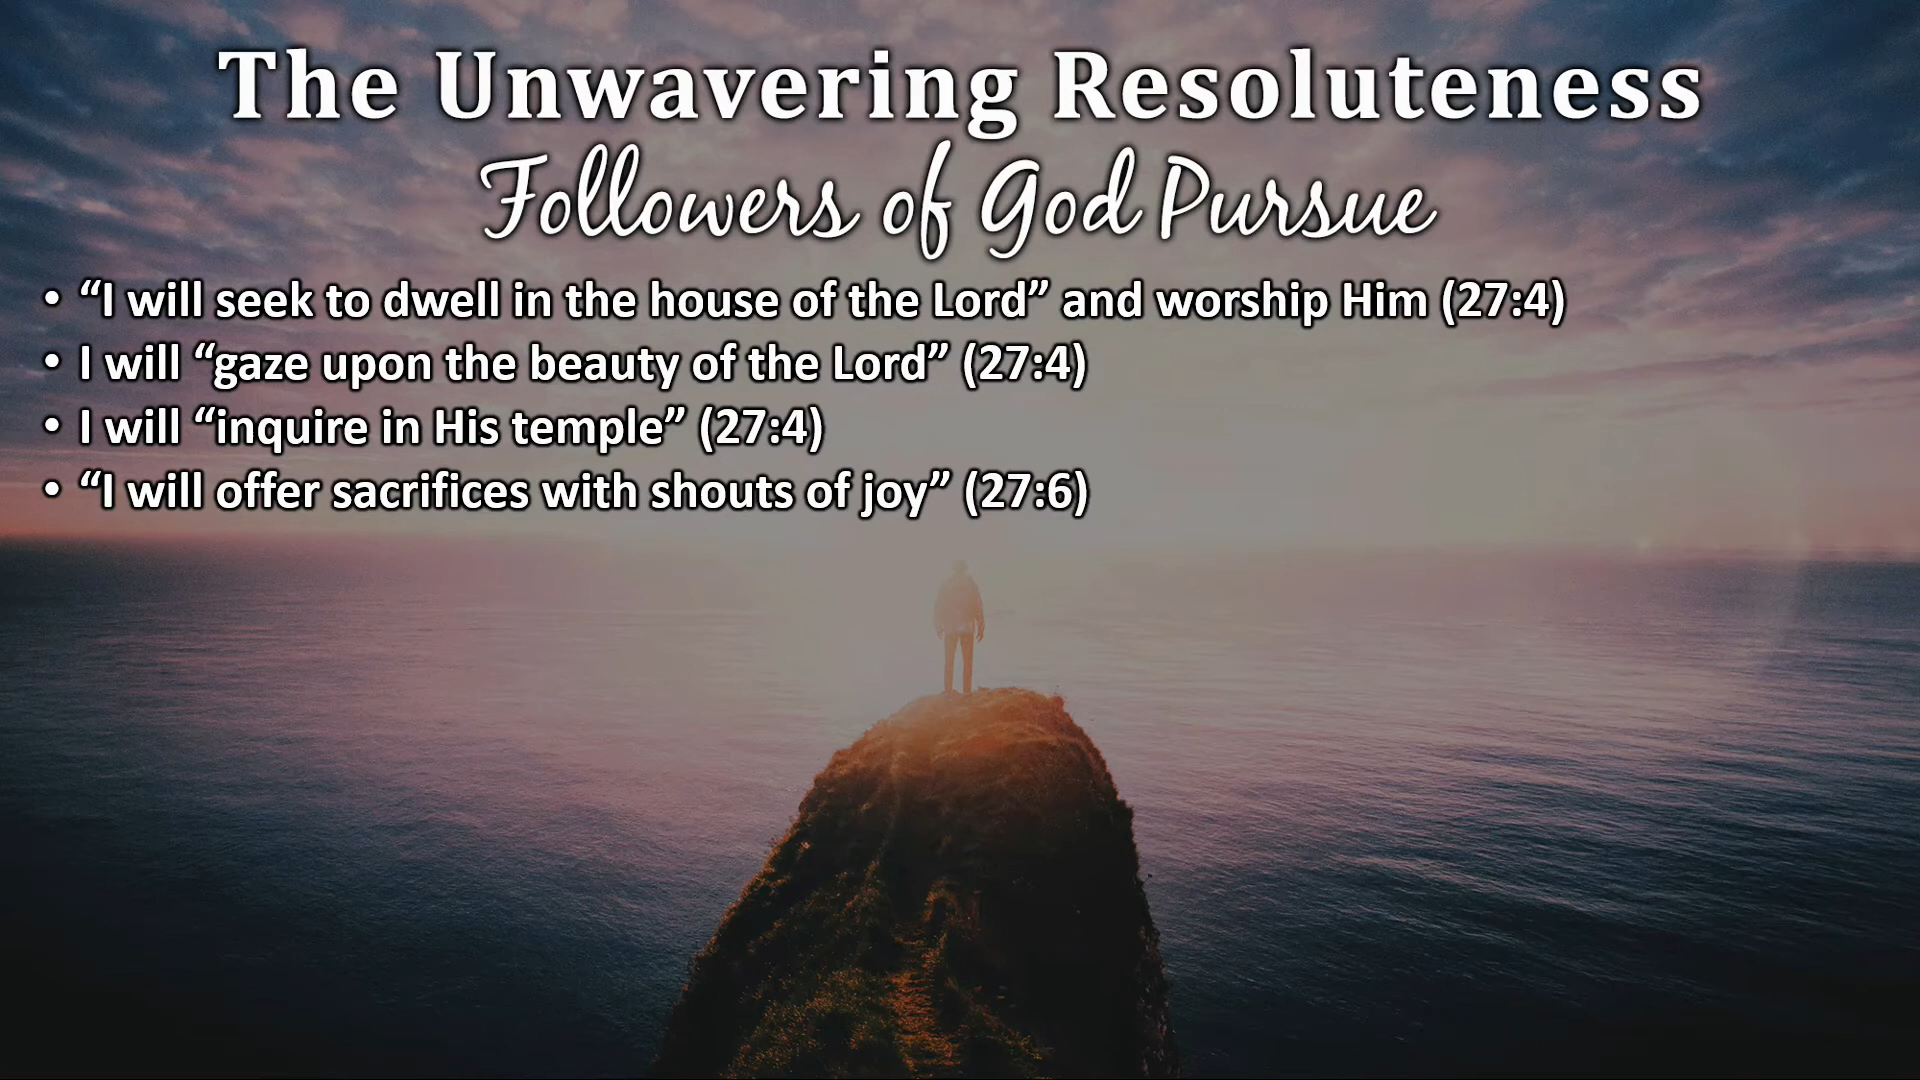 The Unwavering Resoluteness
Followers of God Pursue
• “I will seek to dwell in the house of the Lord” and worship Him (27:4)
• I will “gaze upon the beauty of the Lord” (27:4)
• I will “inquire in His temple” (27:4)
• “I will offer sacrifices with shouts of joy” (27:6)